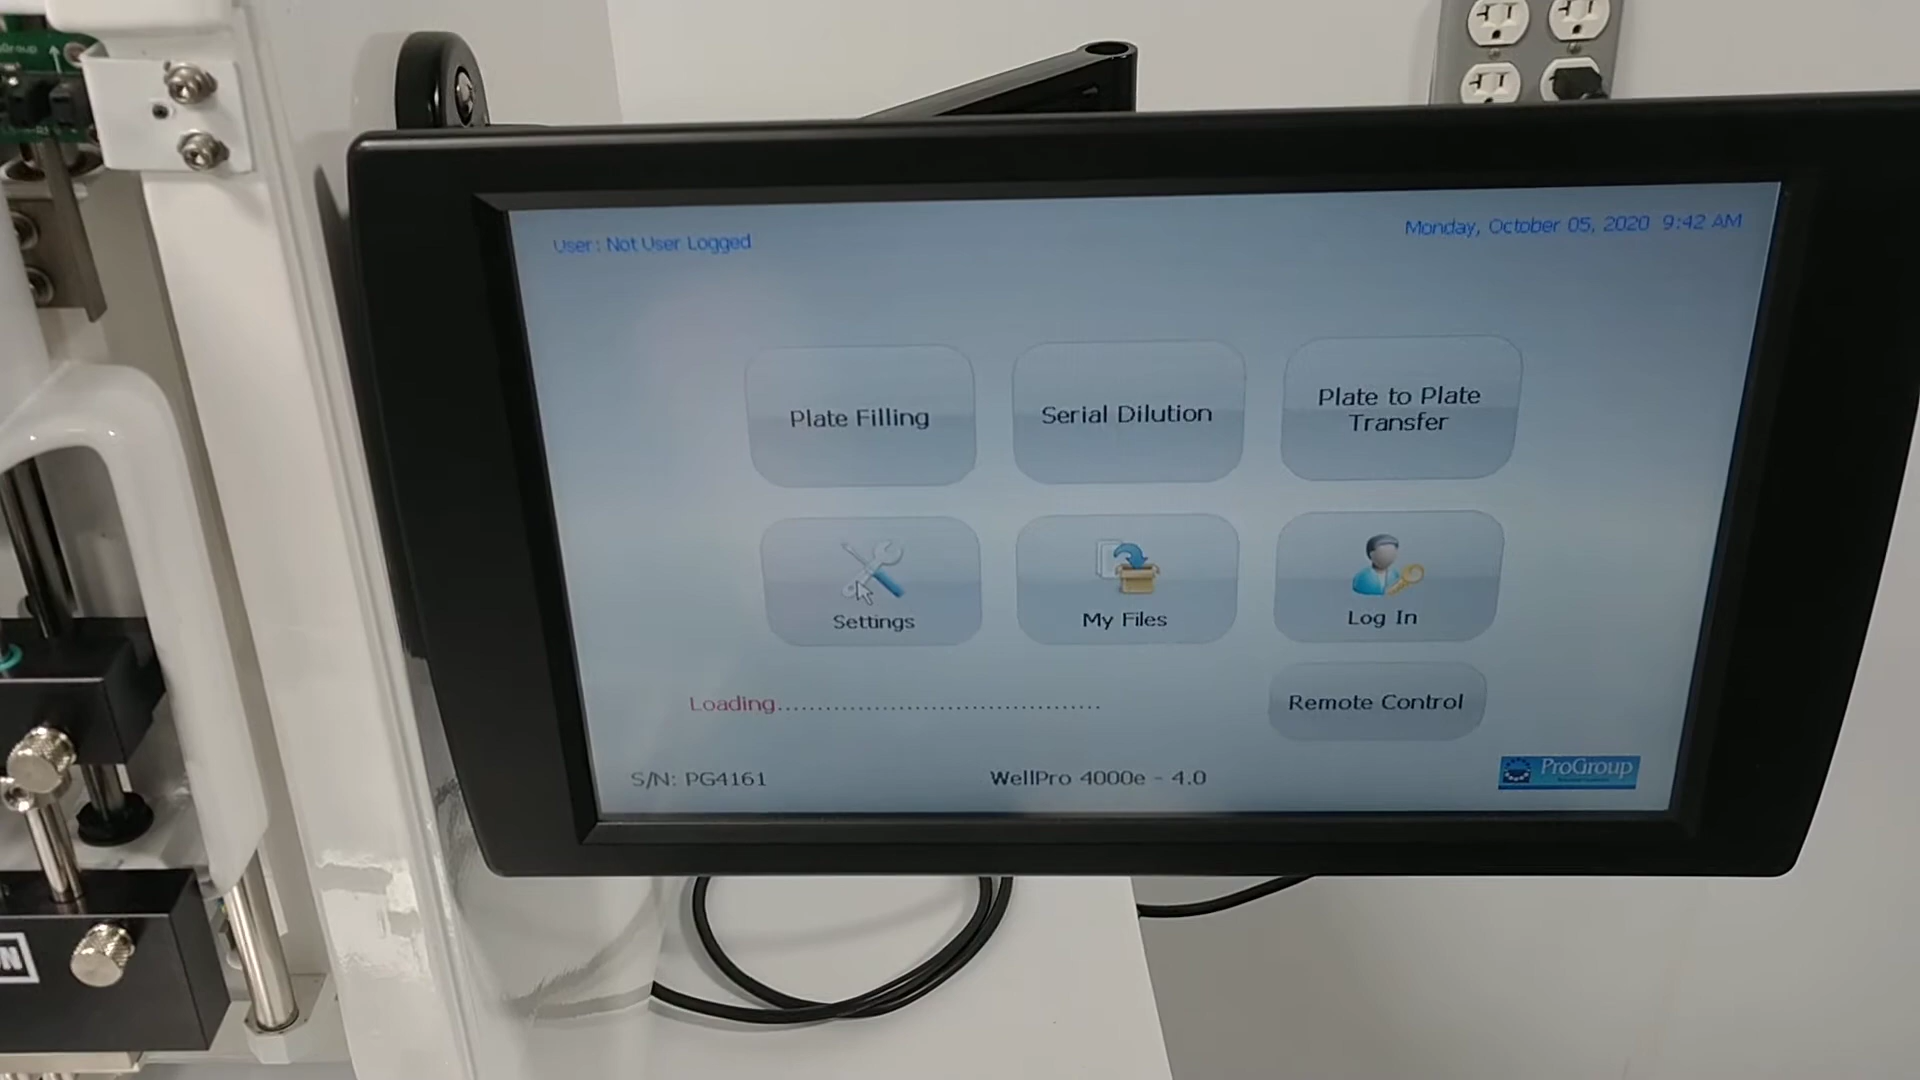 User: Not User Logged
Monday, October 05, 2020 9:42 AM
Plate Filling
Serial Dilution
Plate to Plate
Transfer
Settings
My Files
Log In
Loading........................................
Remote Control
S/N: PG4161
WellPro 4000e - 4.0
ProGroup